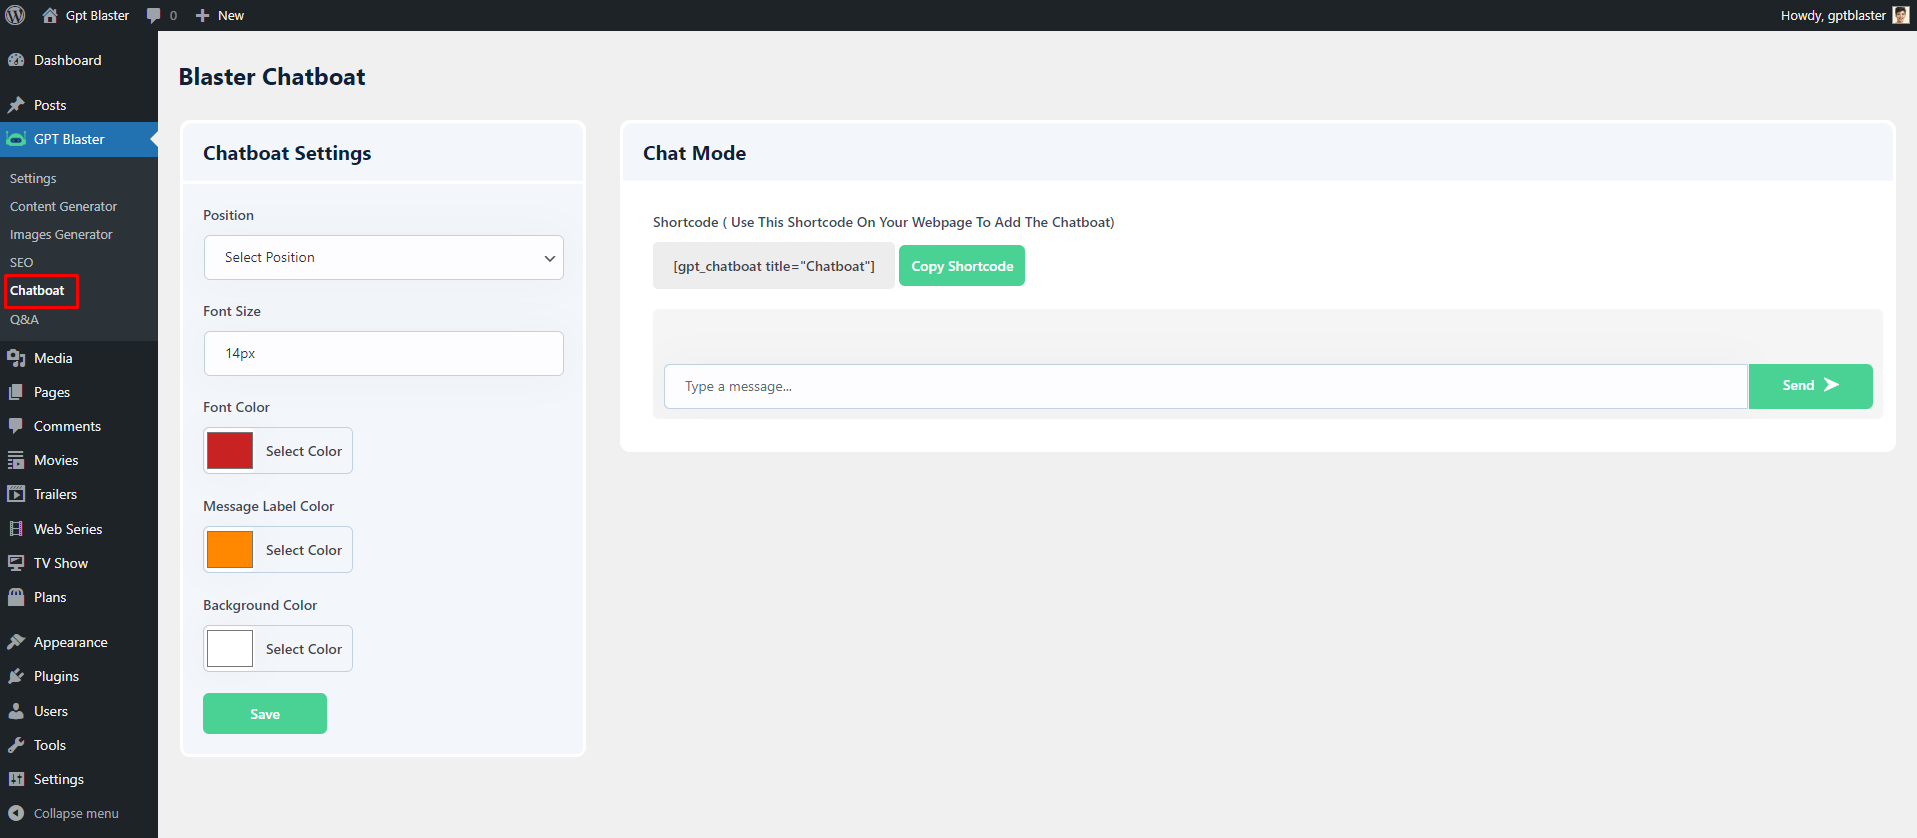 Gpt Blaster 0 New Howdy, gptblaster
Dashboard
Posts
GPT Blaster
Settings
Content Generator
Images Generator
SEO
Chatboat
Q&A
Media
Pages
Comments
Movies
Trailers
Web Series
TV Show
Plans
Appearance
Plugins
Users
Tools
Settings
Collapse menu
Blaster Chatboat
Chatboat Settings
Position
Select Position
Font Size
14px
Font Color
Select Color
Message Label Color
Select Color
Background Color
Select Color
Save
Chat Mode
Shortcode ( Use This Shortcode On Your Webpage To Add The Chatboat)
[gpt_chatboat title="Chatboat"] Copy Shortcode
Type a message... Send